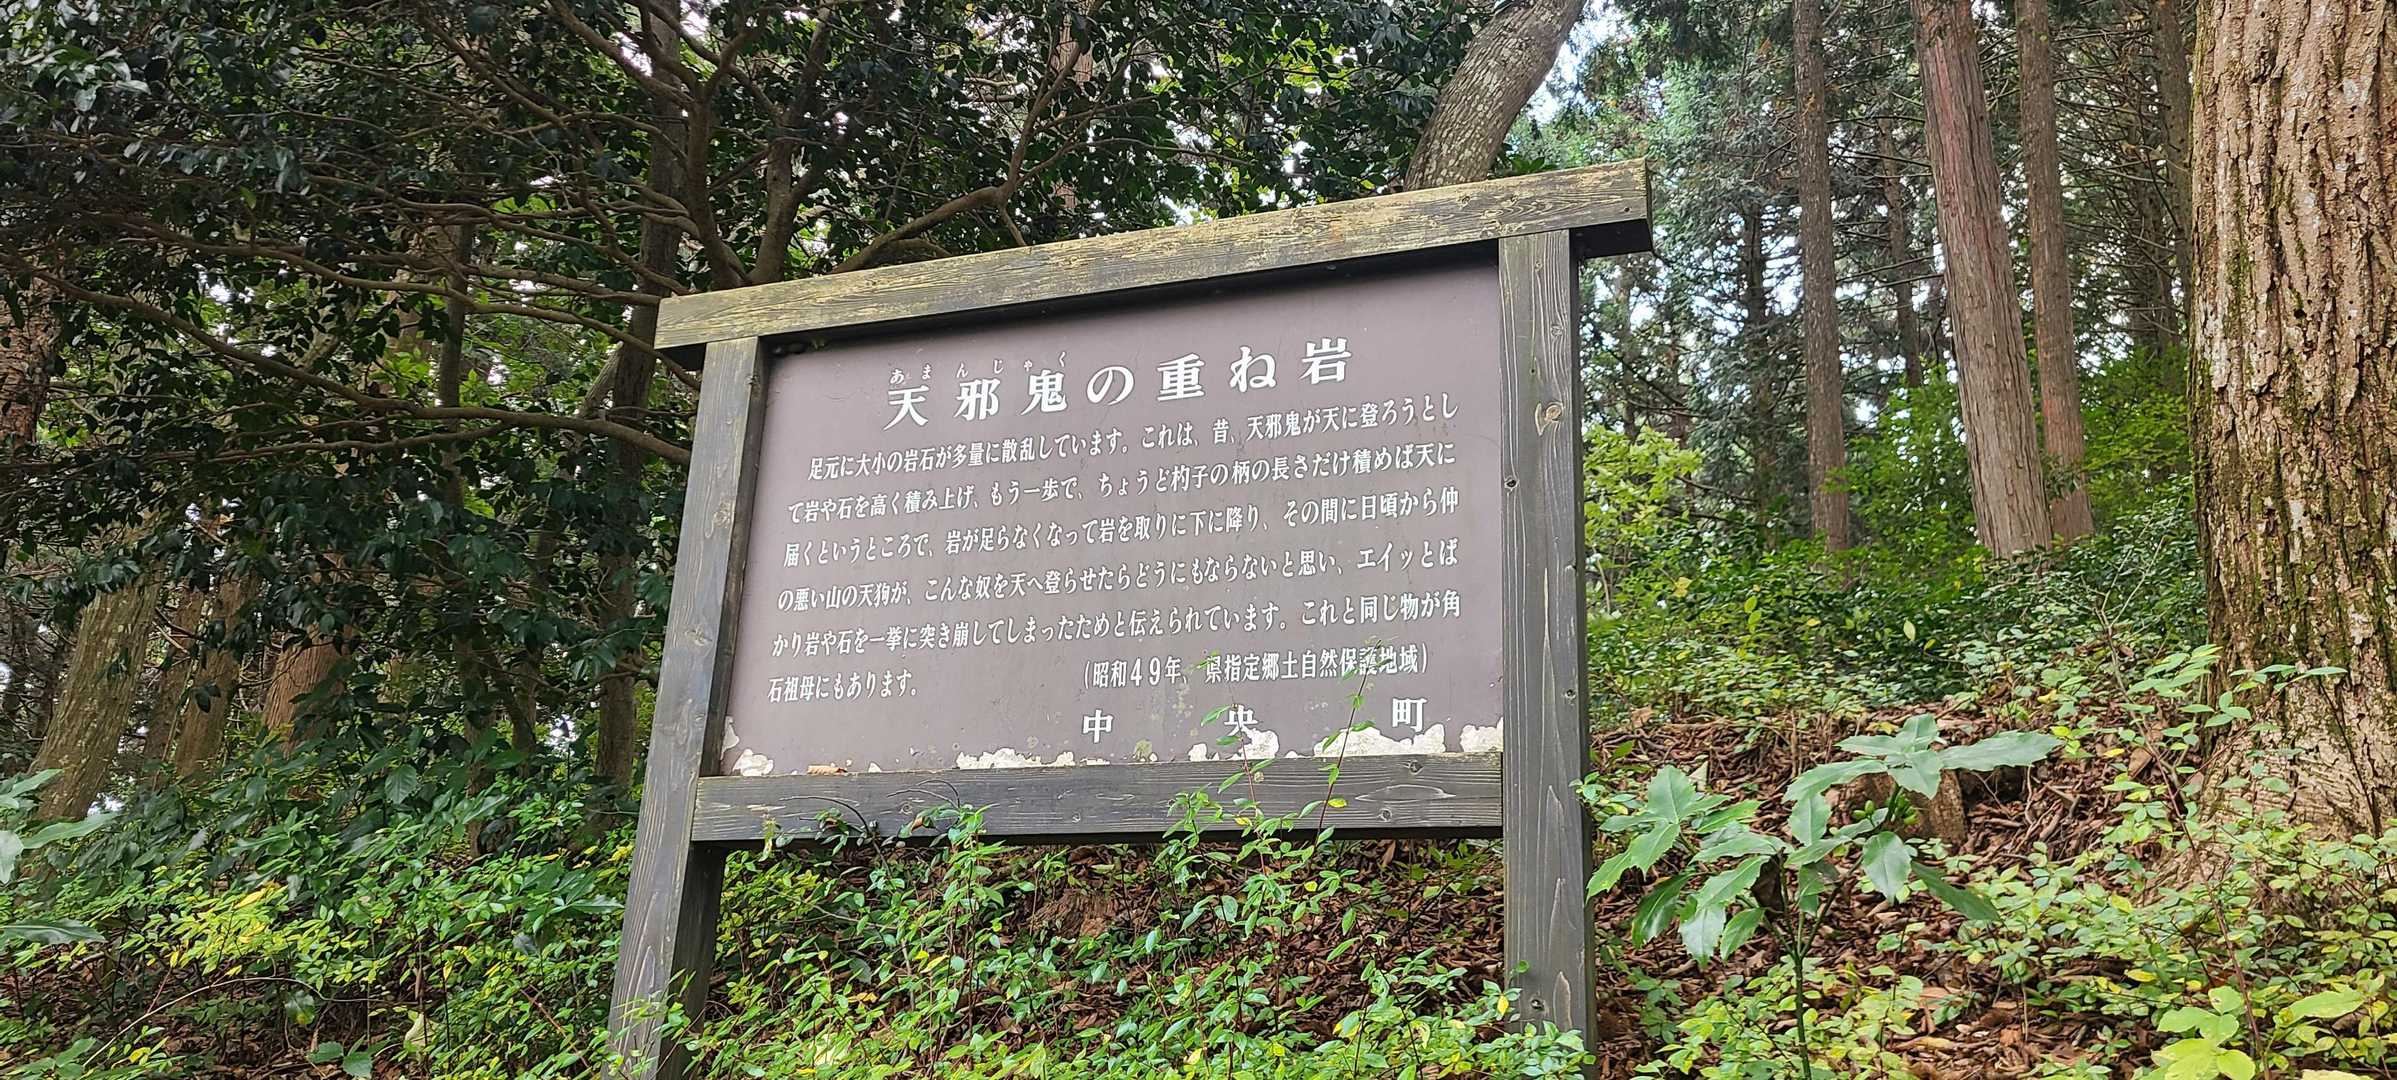 あまんじゃく
天邪鬼の重ね岩
足元に大小の岩石が多量に散乱しています。これは、昔、天邪鬼が天に登ろうとし
て岩や石を高く積み上げ、もう一歩で、ちょうど杓子の柄の長さだけ積めば天に
届くというところで、岩が足らなくなって岩を取りに下に降り、その間に日頃から仲
の悪い山の天狗が、こんな奴を天へ登らせたらどうにもならないと思い、エイッとば
かり岩や石を一挙に突き崩してしまったためと伝えられています。これと同じ物が角
石祖母にもあります。 (昭和49年、県指定郷土自然保護地域)
中央町